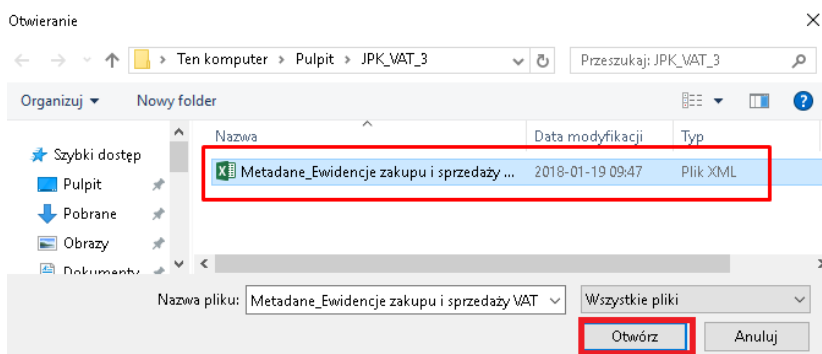 Otwieranie
Ten komputer > Pulpit > JPK_VAT_3
Przeszukaj: JPK_VAT_3
Organizuj Nowy folder
Nazwa Data modyfikacji Typ
Szybki dostęp
Metadane_Ewidencje zakupu i sprzedaży ... 2018-01-19 09:47 Plik XML
Pulpit
Pobrane
Obrazy
Dokumenty
Nazwa pliku: Metadane_Ewidencje zakupu i sprzedaży VAT Wszystkie pliki
Otwórz Anuluj